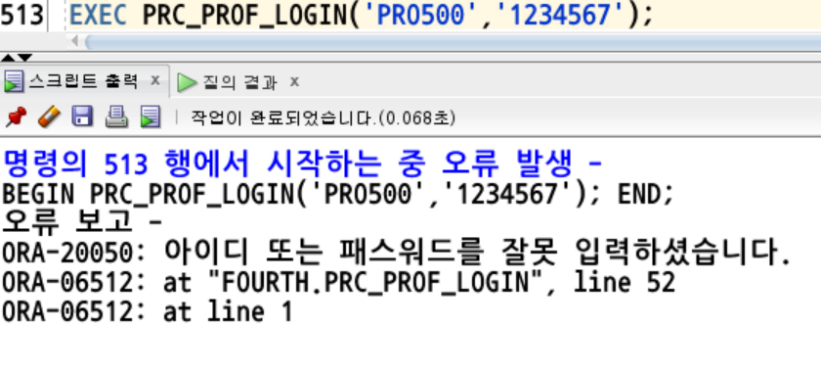 513 EXEC PRC_PROF_LOGIN('PRO500','1234567');
스크립트 출력 x 질의 결과 x
작업이 완료되었습니다.(0.068초)
명령의 513 행에서 시작하는 중 오류 발생 -
BEGIN PRC_PROF_LOGIN('PRO500','1234567'); END;
오류 보고 -
ORA-20050: 아이디 또는 패스워드를 잘못 입력하셨습니다.
ORA-06512: at "FOURTH.PRC_PROF_LOGIN", line 52
ORA-06512: at line 1